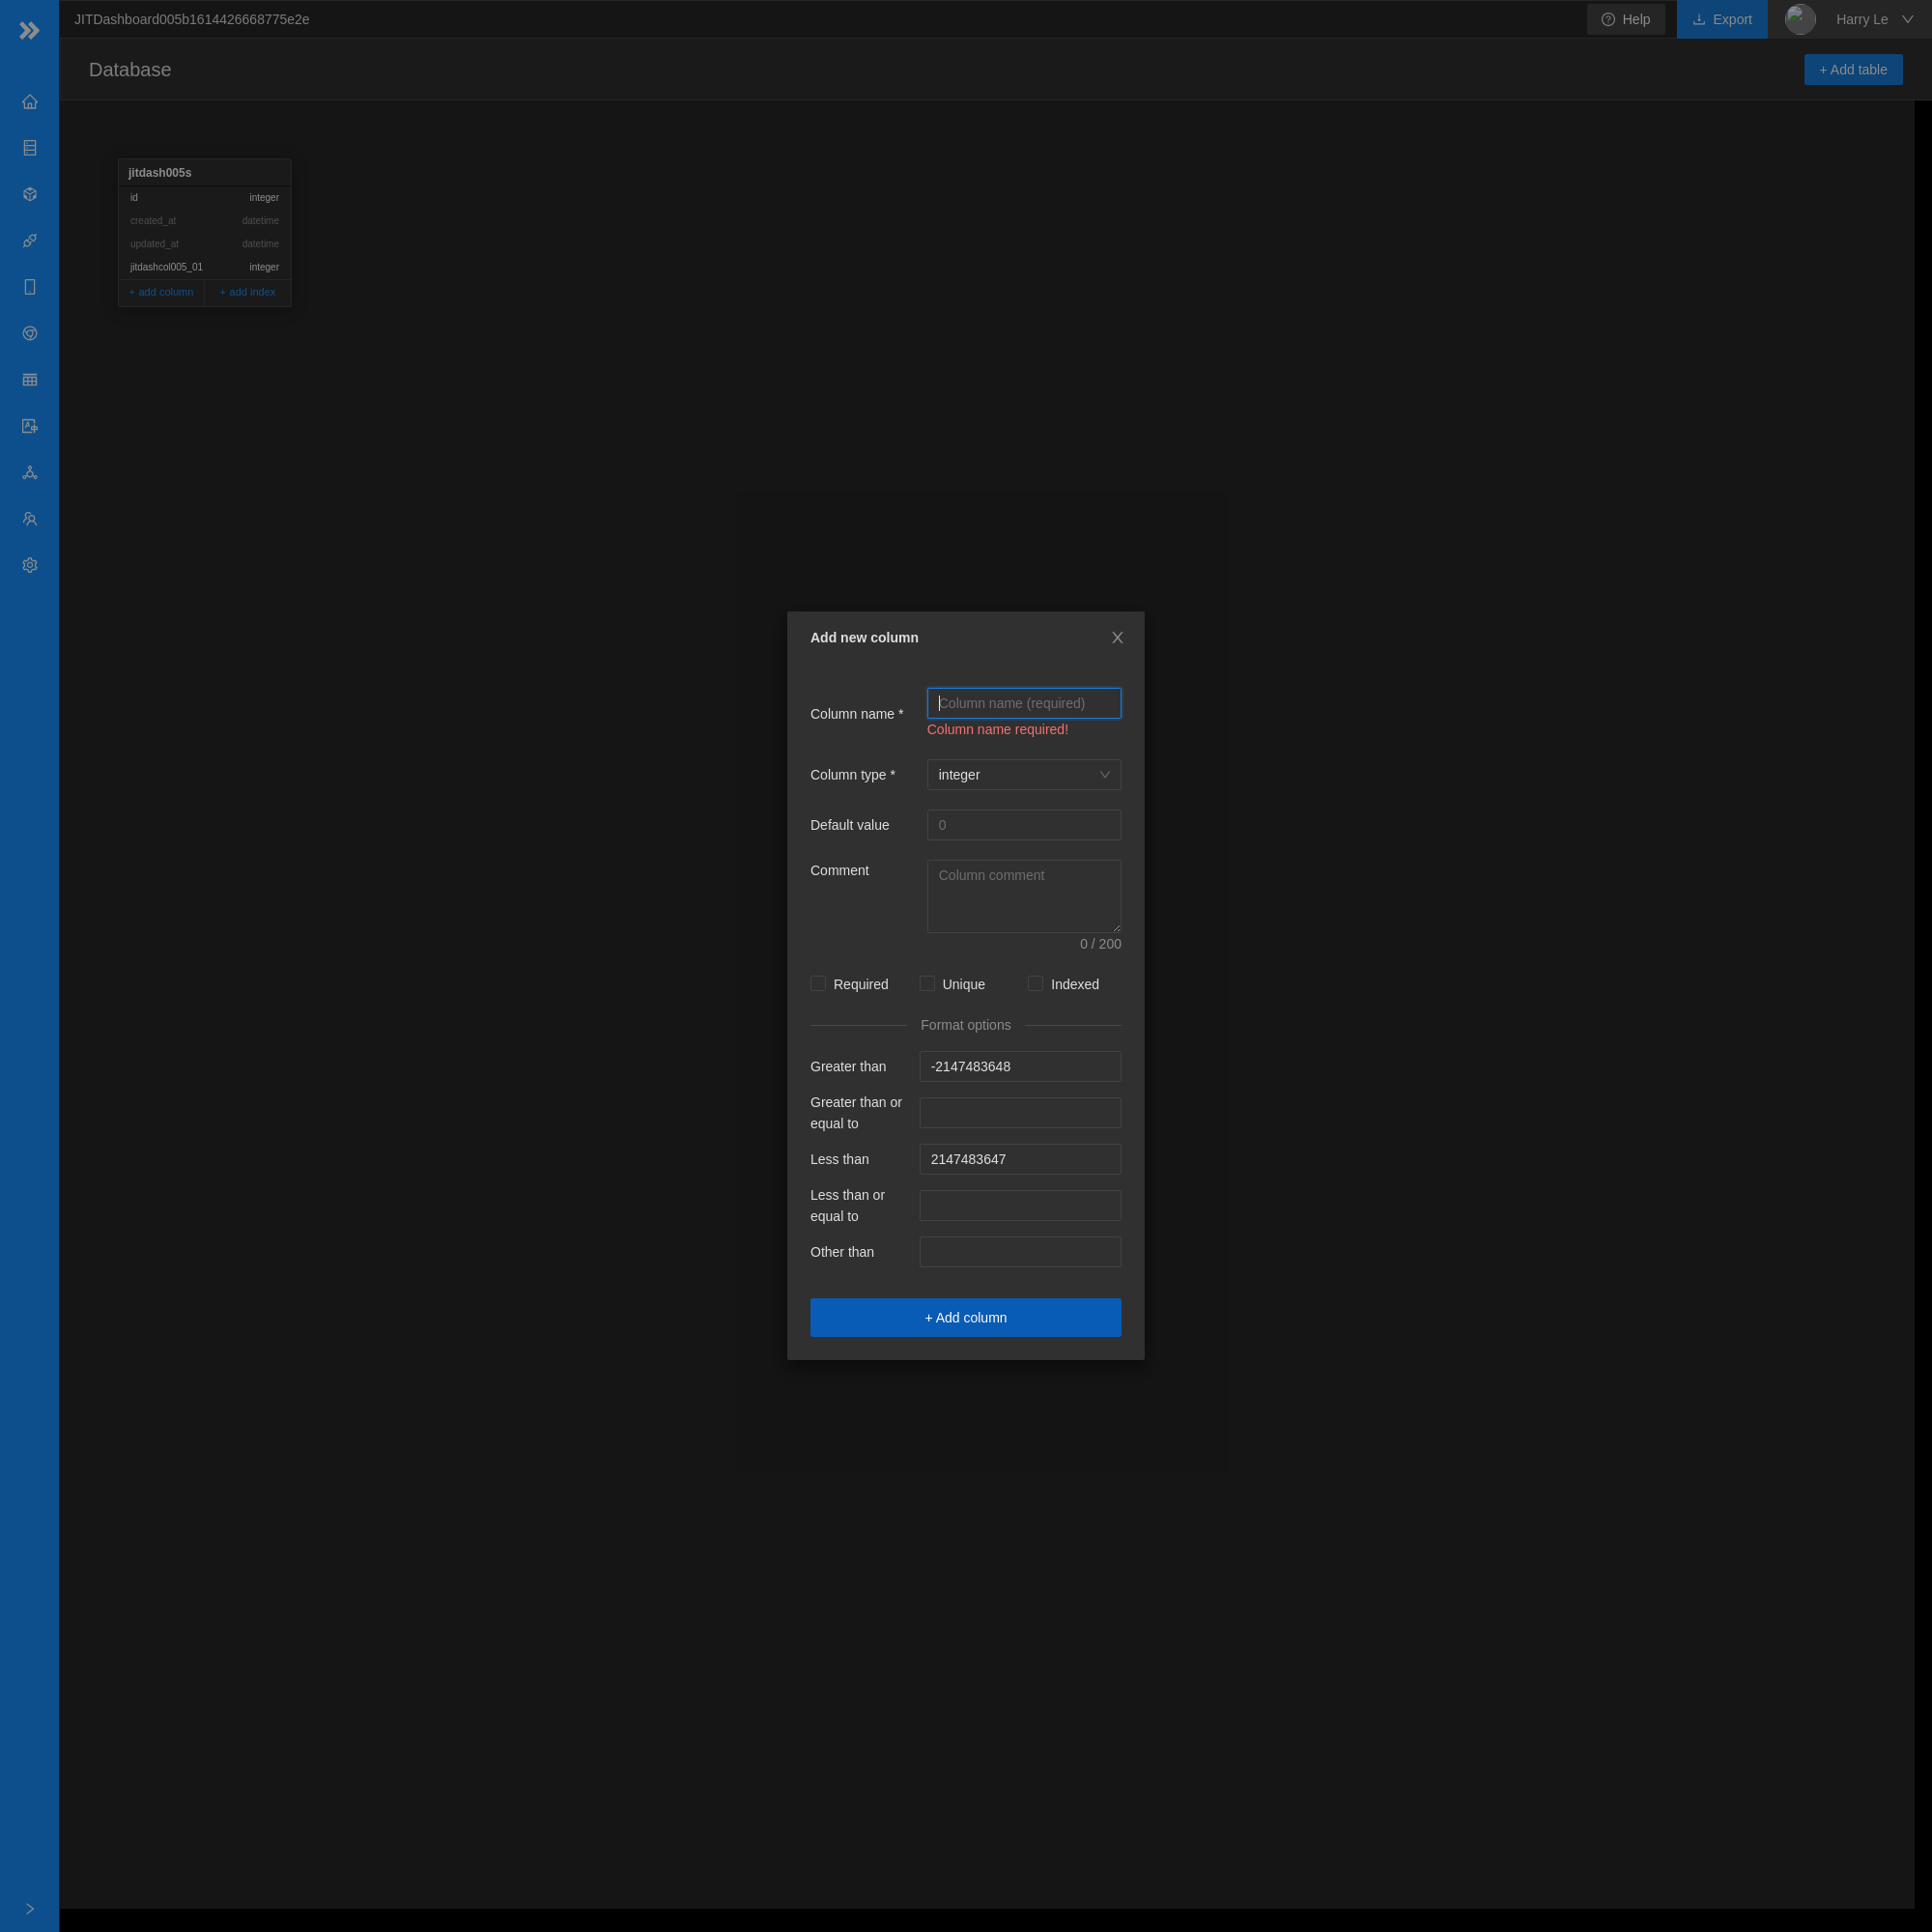 JITDashboard005b1614426668775e2e
Help
Export
Harry Le
Database
+ Add table
jitdash005s
id integer
created_at datetime
updated_at datetime
jitdashcol005_01 integer
+ add column + add index
Add new column
Column name * Column name (required)
Column name required!
Column type * integer
Default value 0
Comment Column comment
0 / 200
Required Unique Indexed
Format options
Greater than -2147483648
Greater than or
equal to
Less than 2147483647
Less than or
equal to
Other than
+ Add column